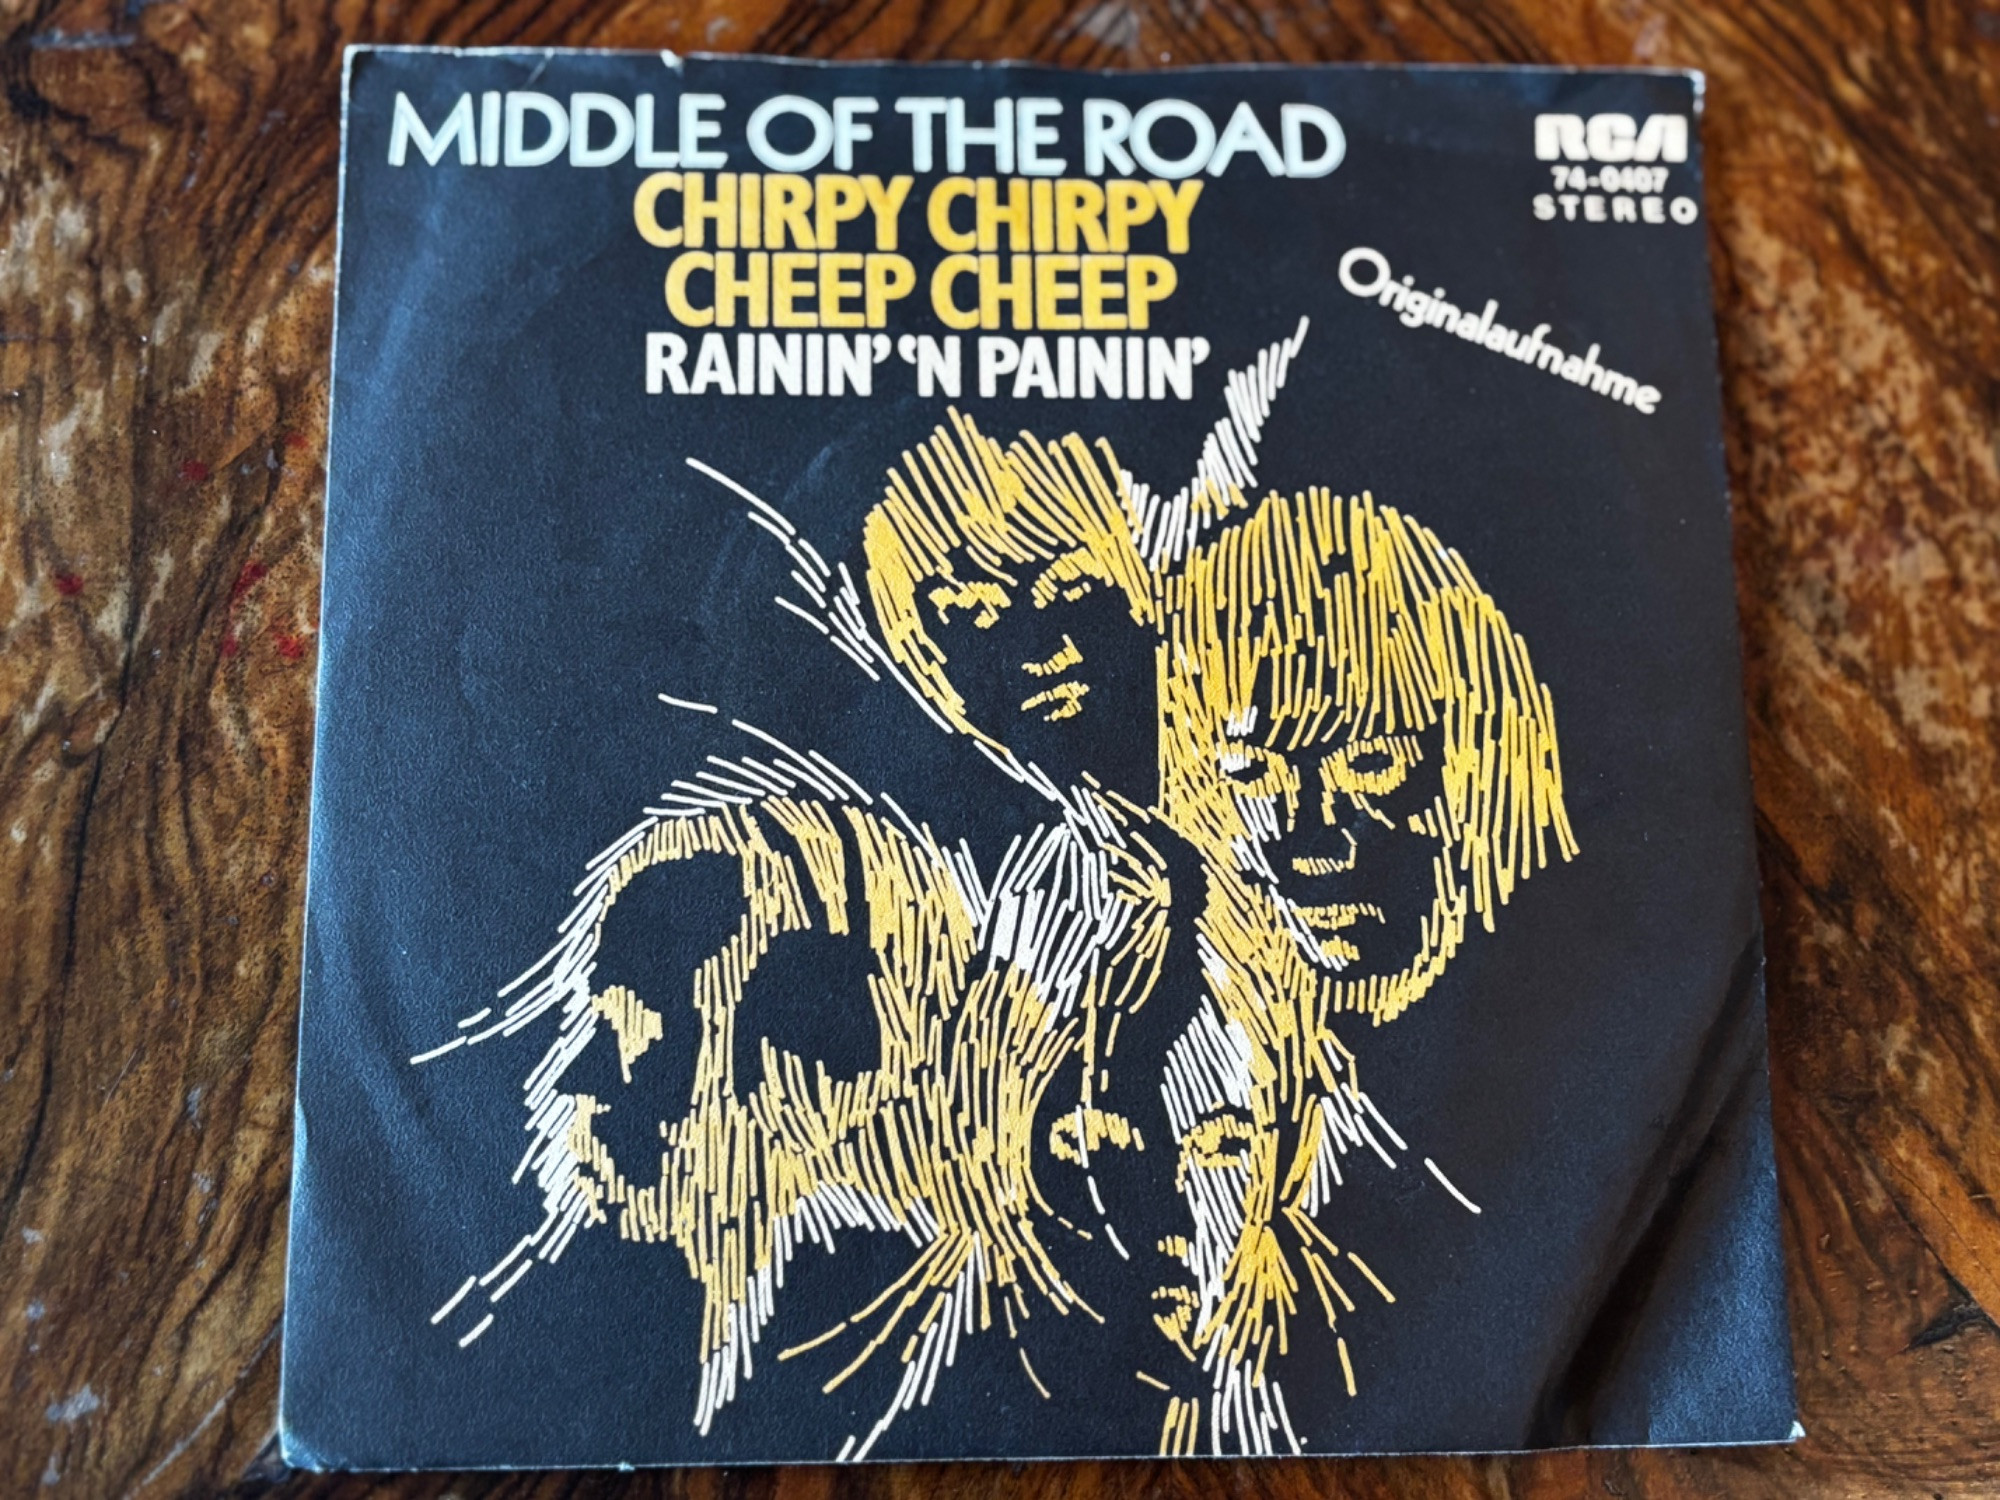 MIDDLE OF THE ROAD
CHIRPY CHIRPY
CHEEP CHEEP
RAININ’ ‘N PAININ’
RCA
74-0407
STEREO
Originalaufnahme